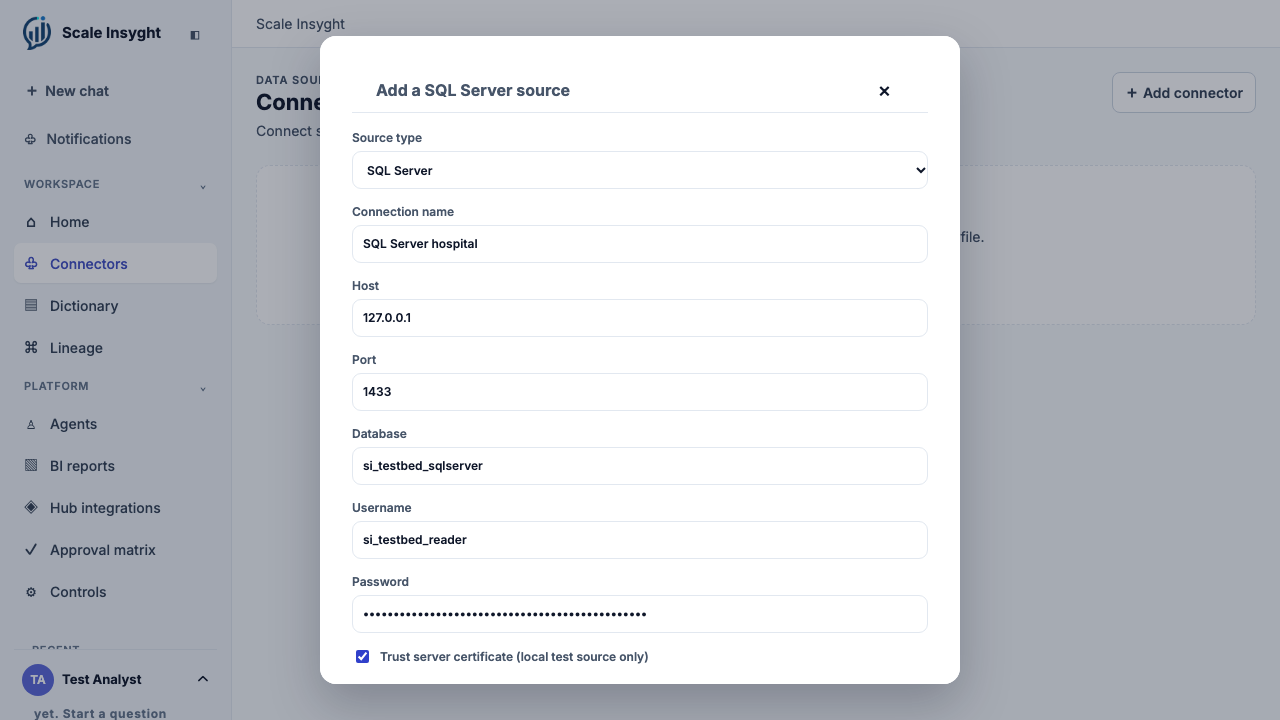 Scale Insyght
Scale Insyght
+ New chat
Notifications
WORKSPACE
Home
Connectors
Dictionary
Lineage
PLATFORM
Agents
BI reports
Hub integrations
Approval matrix
Controls
TA
Test Analyst
yet. Start a question
DATA
Connect
+ Add connector
file.
Add a SQL Server source
Source type
SQL Server
Connection name
SQL Server hospital
Host
127.0.0.1
Port
1433
Database
si_testbed_sqlserver
Username
si_testbed_reader
Password
Trust server certificate (local test source only)